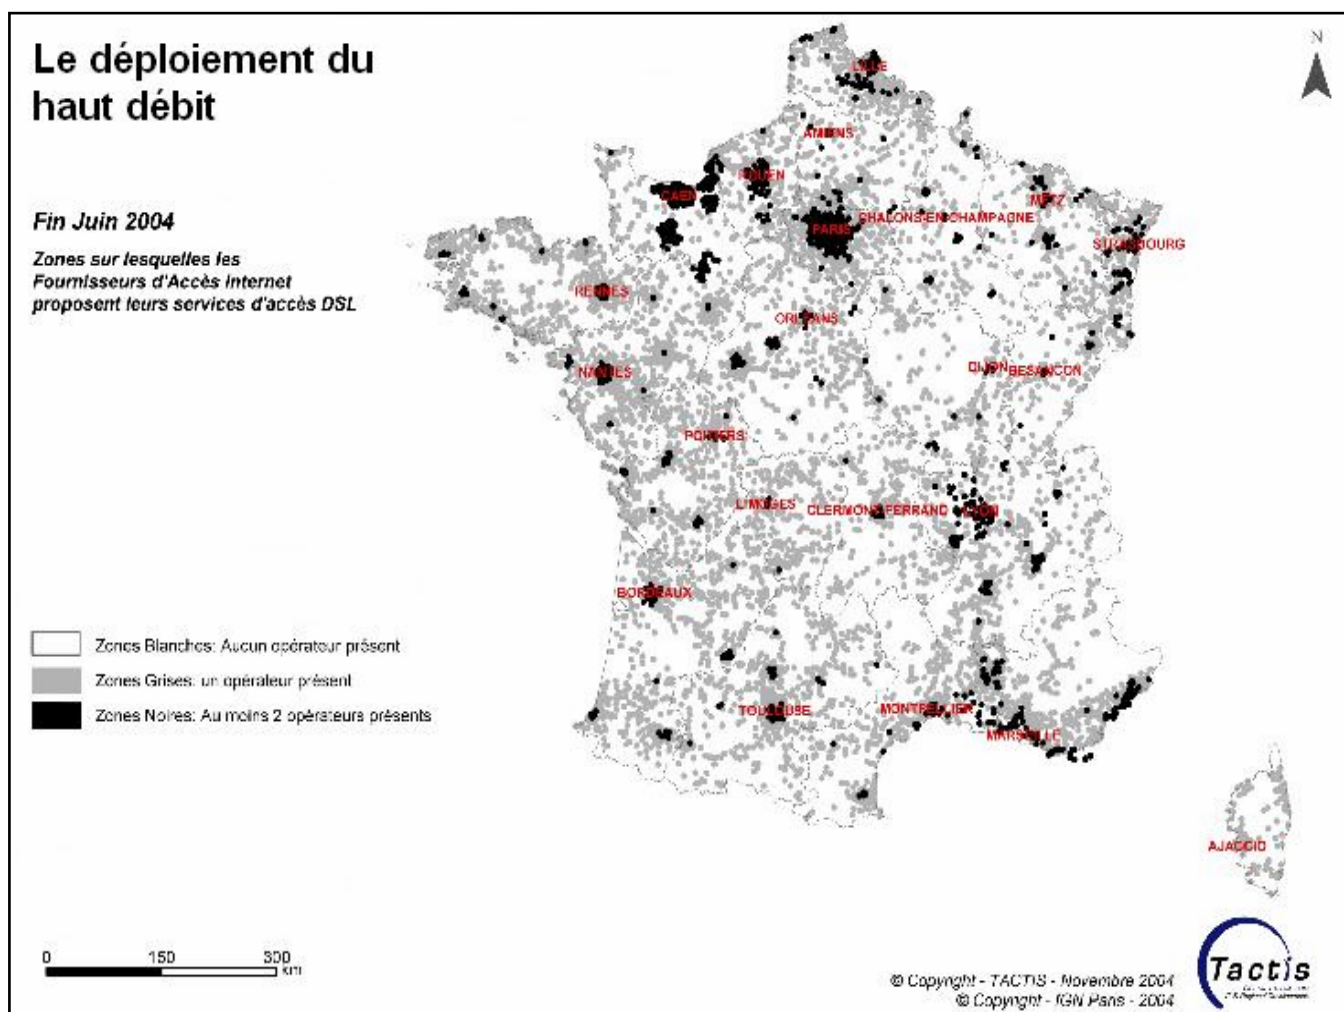 Le déploiement du
haut débit
Fin Juin 2004
Zones sur lesquelles les
Fournisseurs d'Accès Internet
proposent leurs services d'accès DSL
N
LILLE
AMIENS
ROUEN
CAEN
METZ
CHALONS-EN-CHAMPAGNE
PARIS
STRASBOURG
RENNES
ORLEANS
DIJON
BESANCON
NANTES
POITIERS
LIMOGES
CLERMONT-FERRAND
LYON
BORDEAUX
Zones Blanches: Aucun opérateur présent
Zones Grises: un opérateur présent
Zones Noires: Au moins 2 opérateurs présents
TOULOUSE
MONTPELLIER
MARSEILLE
AJACCIO
0 150 300
km
Tactis
© Copyright - TACTIS - Novembre 2004
© Copyright - IGN Paris - 2004